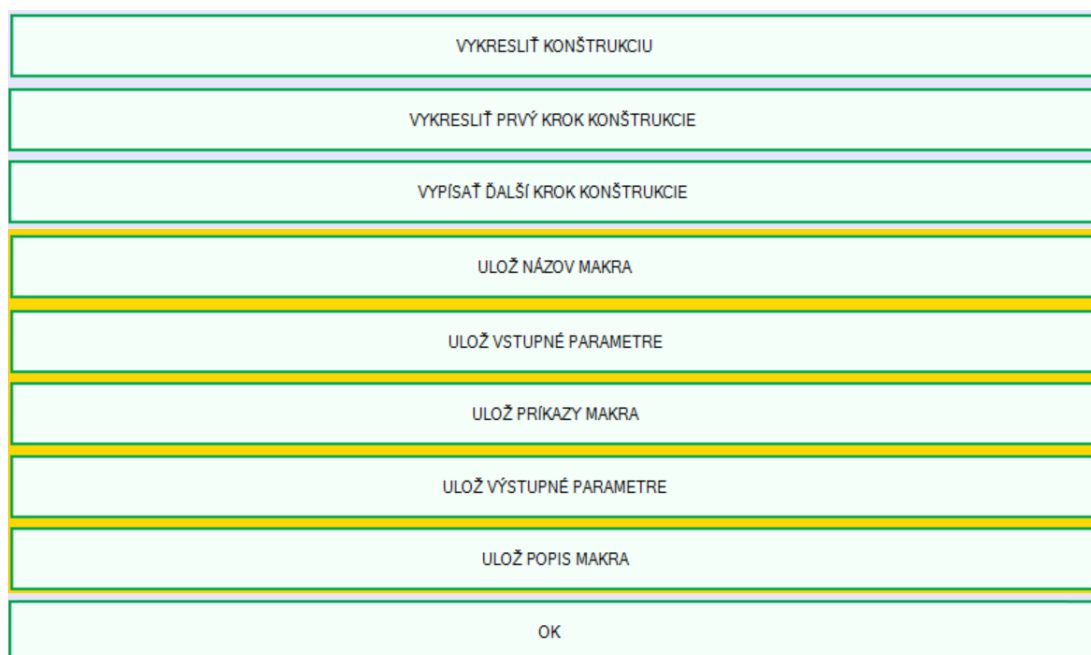 VYKRESLIŤ KONŠTRUKCIU
VYKRESLIŤ PRVÝ KROK KONŠTRUKCIE
VYPÍSAŤ ĎALŠÍ KROK KONŠTRUKCIE
ULOŽ NÁZOV MAKRA
ULOŽ VSTUPNÉ PARAMETRE
ULOŽ PRÍKAZY MAKRA
ULOŽ VÝSTUPNÉ PARAMETRE
ULOŽ POPIS MAKRA
OK